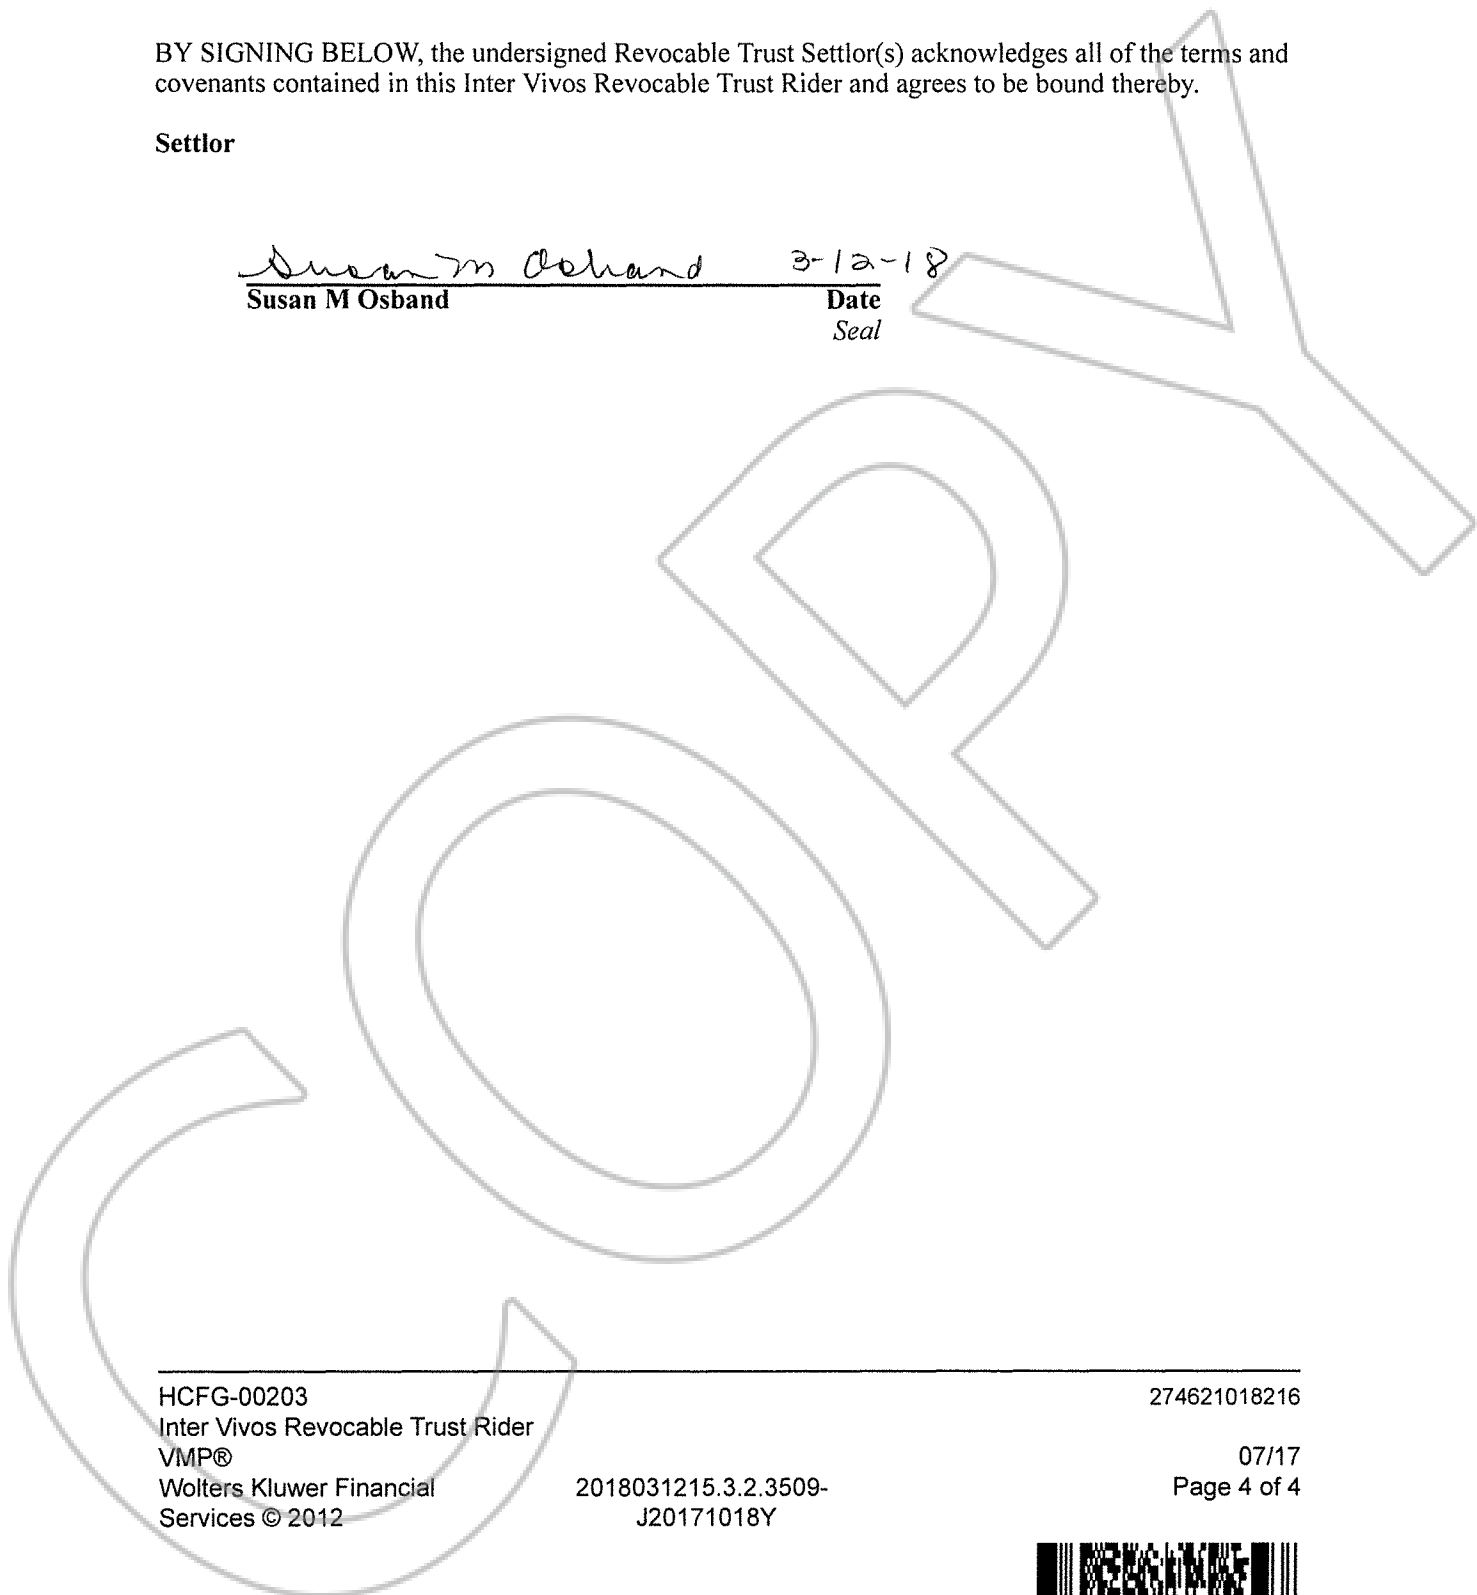 BY SIGNING BELOW, the undersigned Revocable Trust Settlor(s) acknowledges all of the terms and
covenants contained in this Inter Vivos Revocable Trust Rider and agrees to be bound thereby.
Settlor
Susan M Osband 3-12-18
Susan M Osband Date
Seal
COPY
HCFG-00203 274621018216
Inter Vivos Revocable Trust Rider
VMP® 07/17
Wolters Kluwer Financial 2018031215.3.2.3509- Page 4 of 4
Services © 2012 J20171018Y